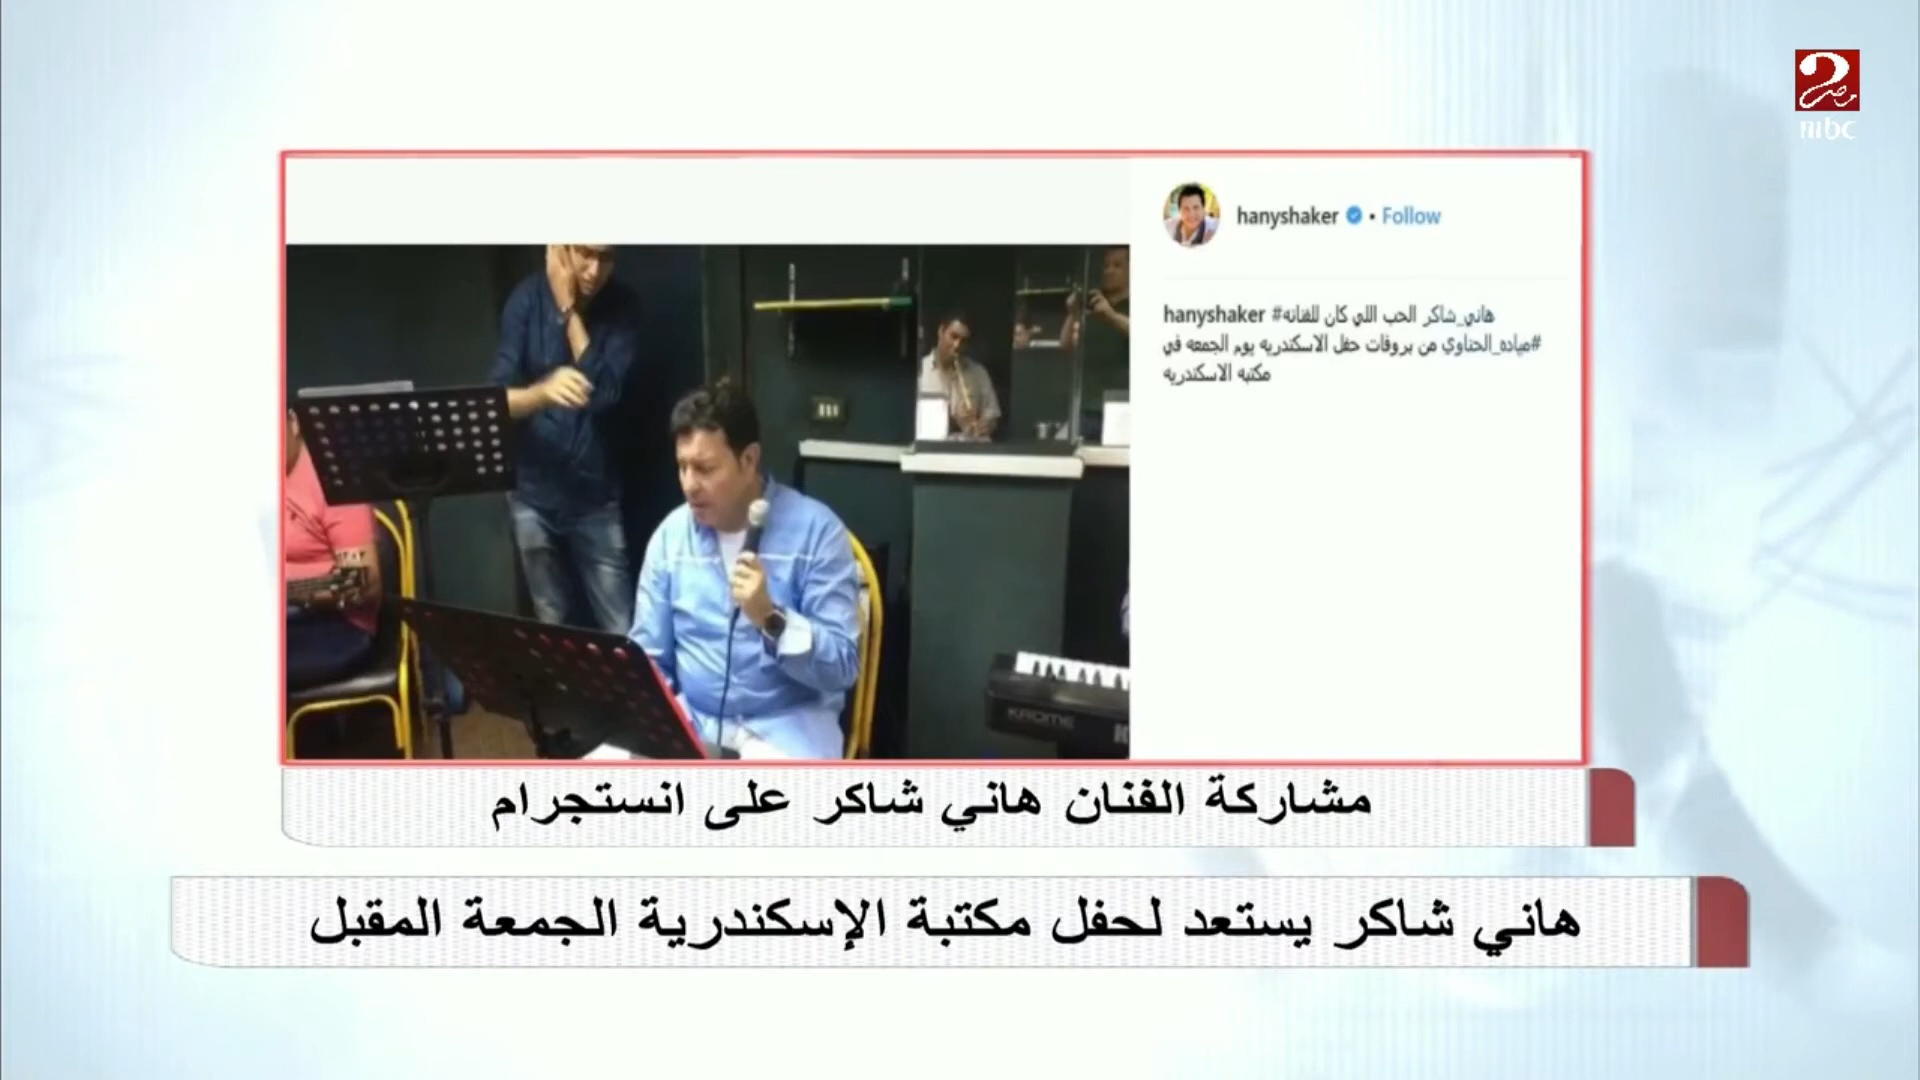 مصر
mbc
hanyshaker • Follow
hanyshaker #هاني_شاكر الحب اللي كان للفنانه
#مياده_الحناوي من بروفات حفل الاسكندريه يوم الجمعه في
مكتبه الاسكندريه
KROME
مشاركة الفنان هاني شاكر على انستجرام
هاني شاكر يستعد لحفل مكتبة الإسكندرية الجمعة المقبل